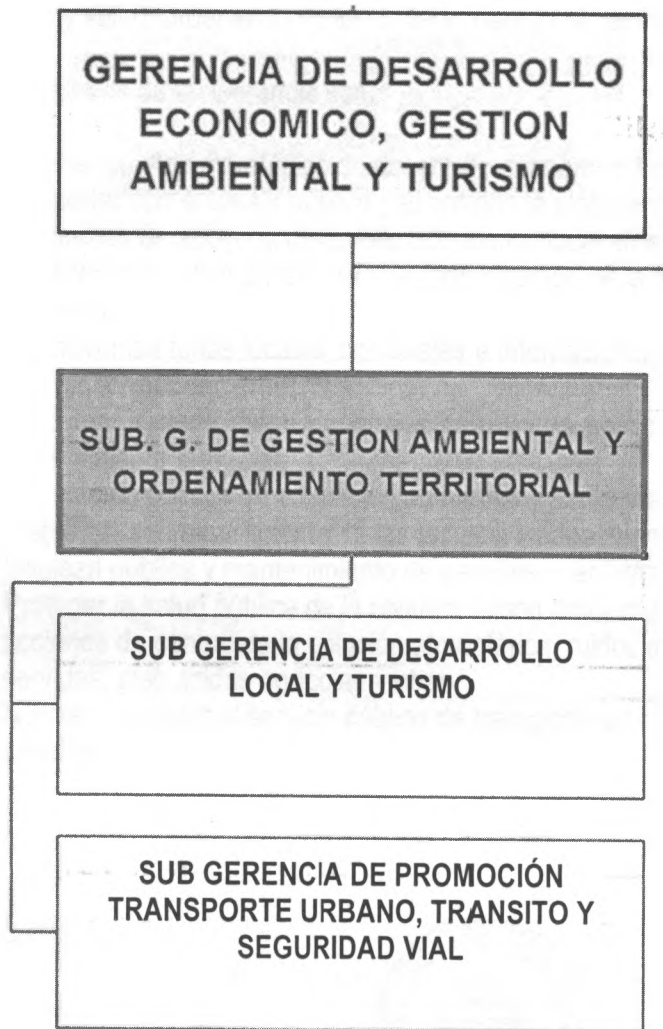 GERENCIA DE DESARROLLO
ECONOMICO, GESTION
AMBIENTAL Y TURISMO
SUB. G. DE GESTION AMBIENTAL Y
ORDENAMIENTO TERRITORIAL
SUB GERENCIA DE DESARROLLO
LOCAL Y TURISMO
SUB GERENCIA DE PROMOCIÓN
TRANSPORTE URBANO, TRANSITO Y
SEGURIDAD VIAL